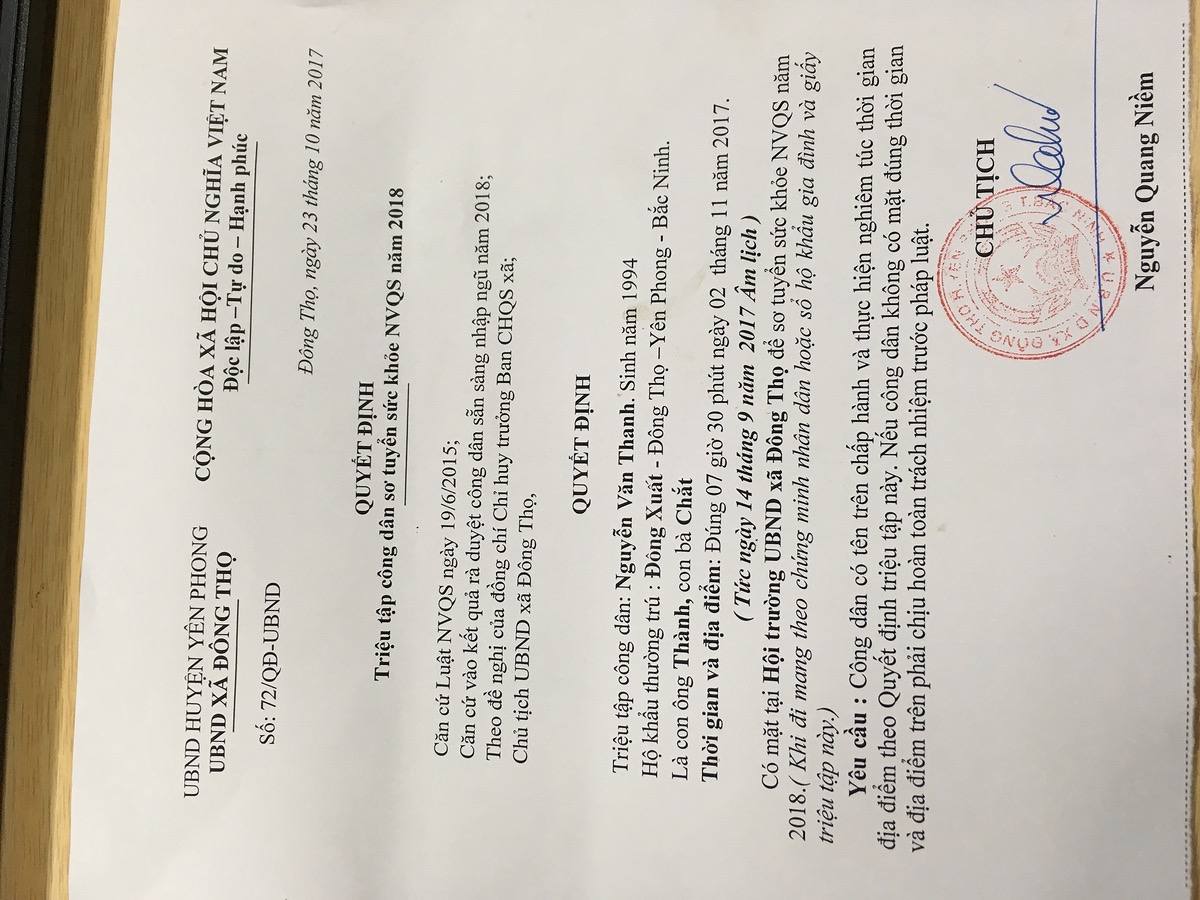 UBND HUYỆN YÊN PHONG
UBND XÃ ĐÔNG THỌ
Số: 72/QĐ-UBND
CỘNG HÒA XÃ HỘI CHỦ NGHĨA VIỆT NAM
Độc lập –Tự do – Hạnh phúc
Đông Thọ, ngày 23 tháng 10 năm 2017
QUYẾT ĐỊNH
Triệu tập công dân sơ tuyển sức khỏe NVQS năm 2018
Căn cứ Luật NVQS ngày 19/6/2015;
Căn cứ vào kết quả rà duyệt công dân sẵn sàng nhập ngũ năm 2018;
Theo đề nghị của đồng chí Chỉ huy trưởng Ban CHQS xã;
Chủ tịch UBND xã Đông Thọ,
QUYẾT ĐỊNH
Triệu tập công dân: Nguyễn Văn Thanh. Sinh năm 1994
Hộ khẩu thường trú : Đông Xuất - Đông Thọ –Yên Phong - Bắc Ninh.
Là con ông Thành, con bà Chắt
Thời gian và địa điểm: Đúng 07 giờ 30 phút ngày 02 tháng 11 năm 2017.
( Tức ngày 14 tháng 9 năm 2017 Âm lịch )
Có mặt tại Hội trường UBND xã Đông Thọ để sơ tuyển sức khỏe NVQS năm
2018.( Khi đi mang theo chứng minh nhân dân hoặc sổ hộ khẩu gia đình và giấy
triệu tập này.)
Yêu cầu : Công dân có tên trên chấp hành và thực hiện nghiêm túc thời gian
địa điểm theo Quyết định triệu tập này. Nếu công dân không có mặt đúng thời gian
và địa điểm trên phải chịu hoàn toàn trách nhiệm trước pháp luật.
CHỦ TỊCH
U.B.N.D XÃ ĐÔNG THỌ H.YÊN T.BẮC NINH
Nguyễn Quang Niềm